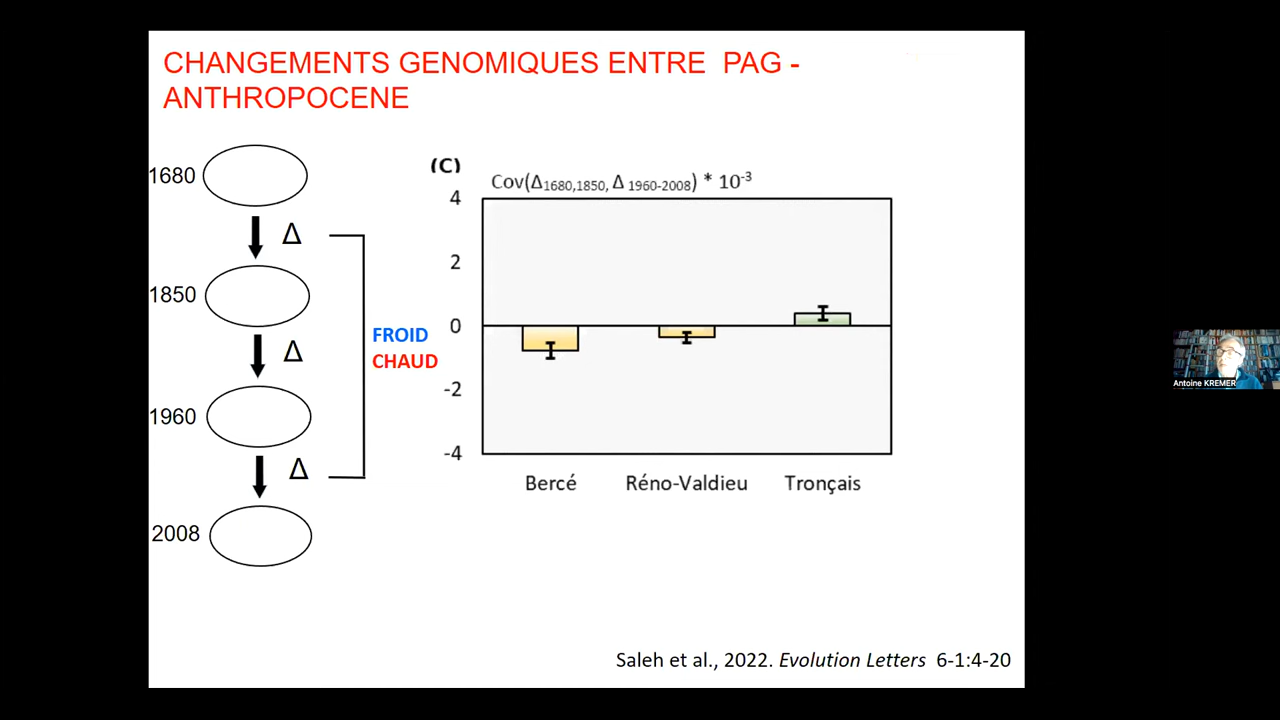 CHANGEMENTS GENOMIQUES ENTRE PAG -
ANTHROPOCENE
1680
Δ
1850
Δ
1960
Δ
2008
FROID
CHAUD
(C)
Cov(Δ1680,1850, Δ 1960-2008) * 10-3
4
2
0
-2
-4
Bercé Réno-Valdieu Tronçais
Saleh et al., 2022. Evolution Letters 6-1:4-20
Antoine KREMER